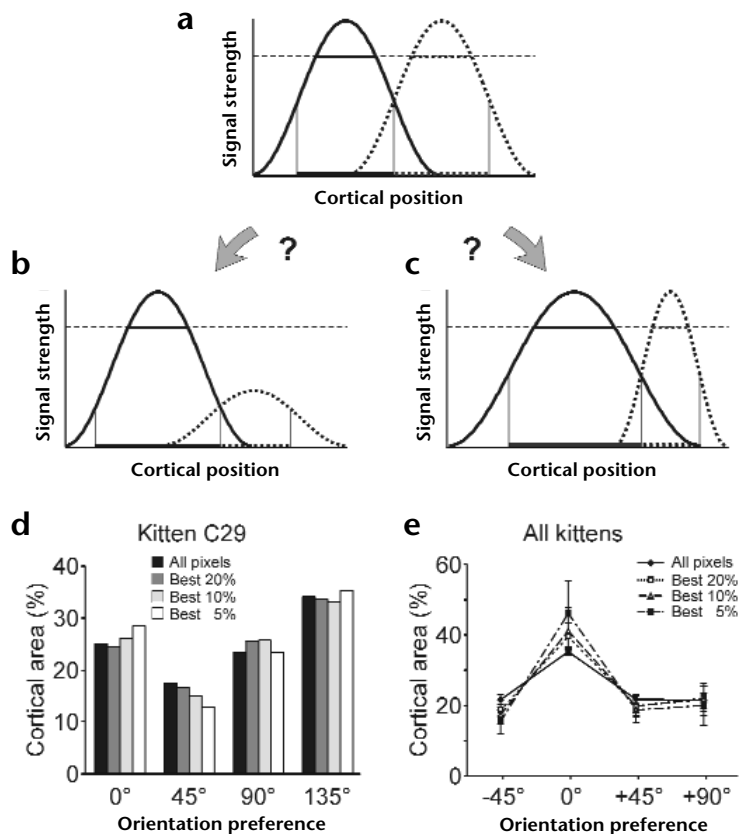 a
Signal strength
Cortical position
?
?
b
Signal strength
Cortical position
c
Signal strength
Cortical position
d
Kitten C29
All pixels
Best 20%
Best 10%
Best 5%
40
30
20
10
0
Cortical area (%)
0° 45° 90° 135°
Orientation preference
e
All kittens
All pixels
Best 20%
Best 10%
Best 5%
60
40
20
0
Cortical area (%)
-45° 0° +45° +90°
Orientation preference